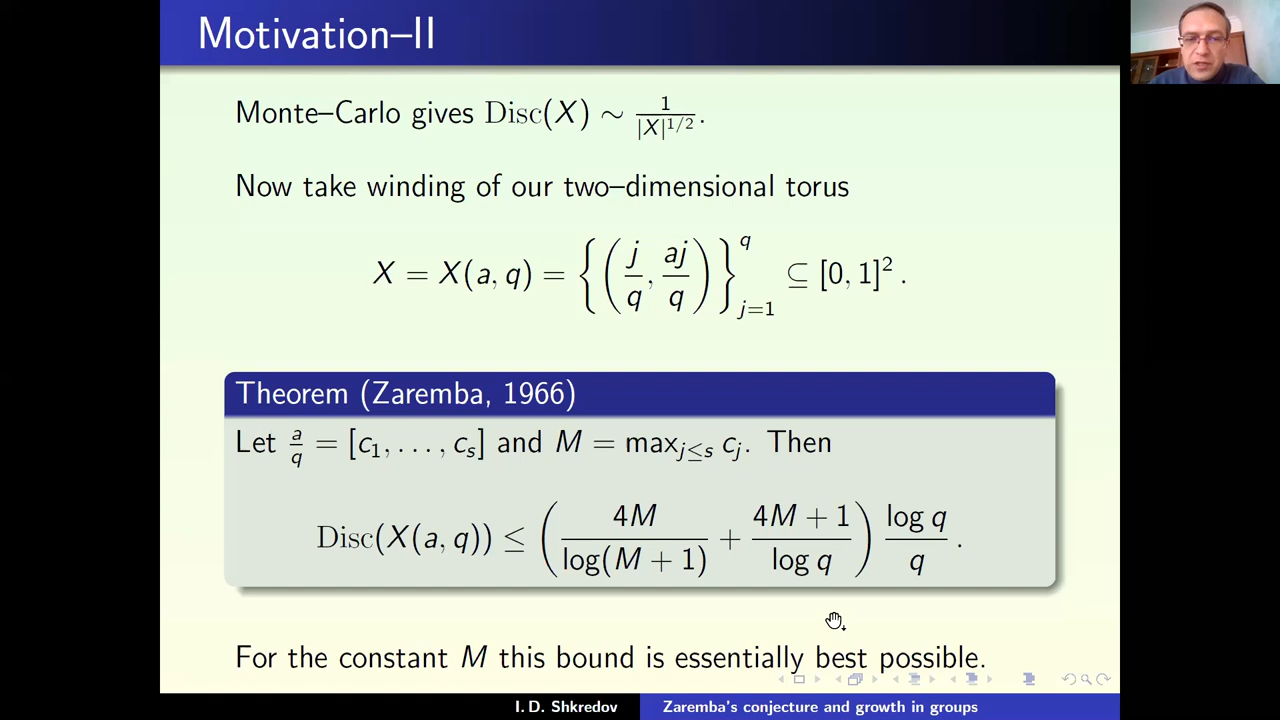 Motivation–II
Monte–Carlo gives Disc(X) ∼ 1/|X|^{1/2}.
Now take winding of our two–dimensional torus
X = X(a, q) = {(j/q, aj/q)}_{j=1}^{q} ⊆ [0, 1]^2 .
Theorem (Zaremba, 1966)
Let a/q = [c_1, . . . , c_s] and M = max_{j≤s} c_j. Then
Disc(X(a, q)) ≤ (4M/log(M + 1) + (4M + 1)/log q) log q/q .
For the constant M this bound is essentially best possible.
I. D. Shkredov Zaremba's conjecture and growth in groups